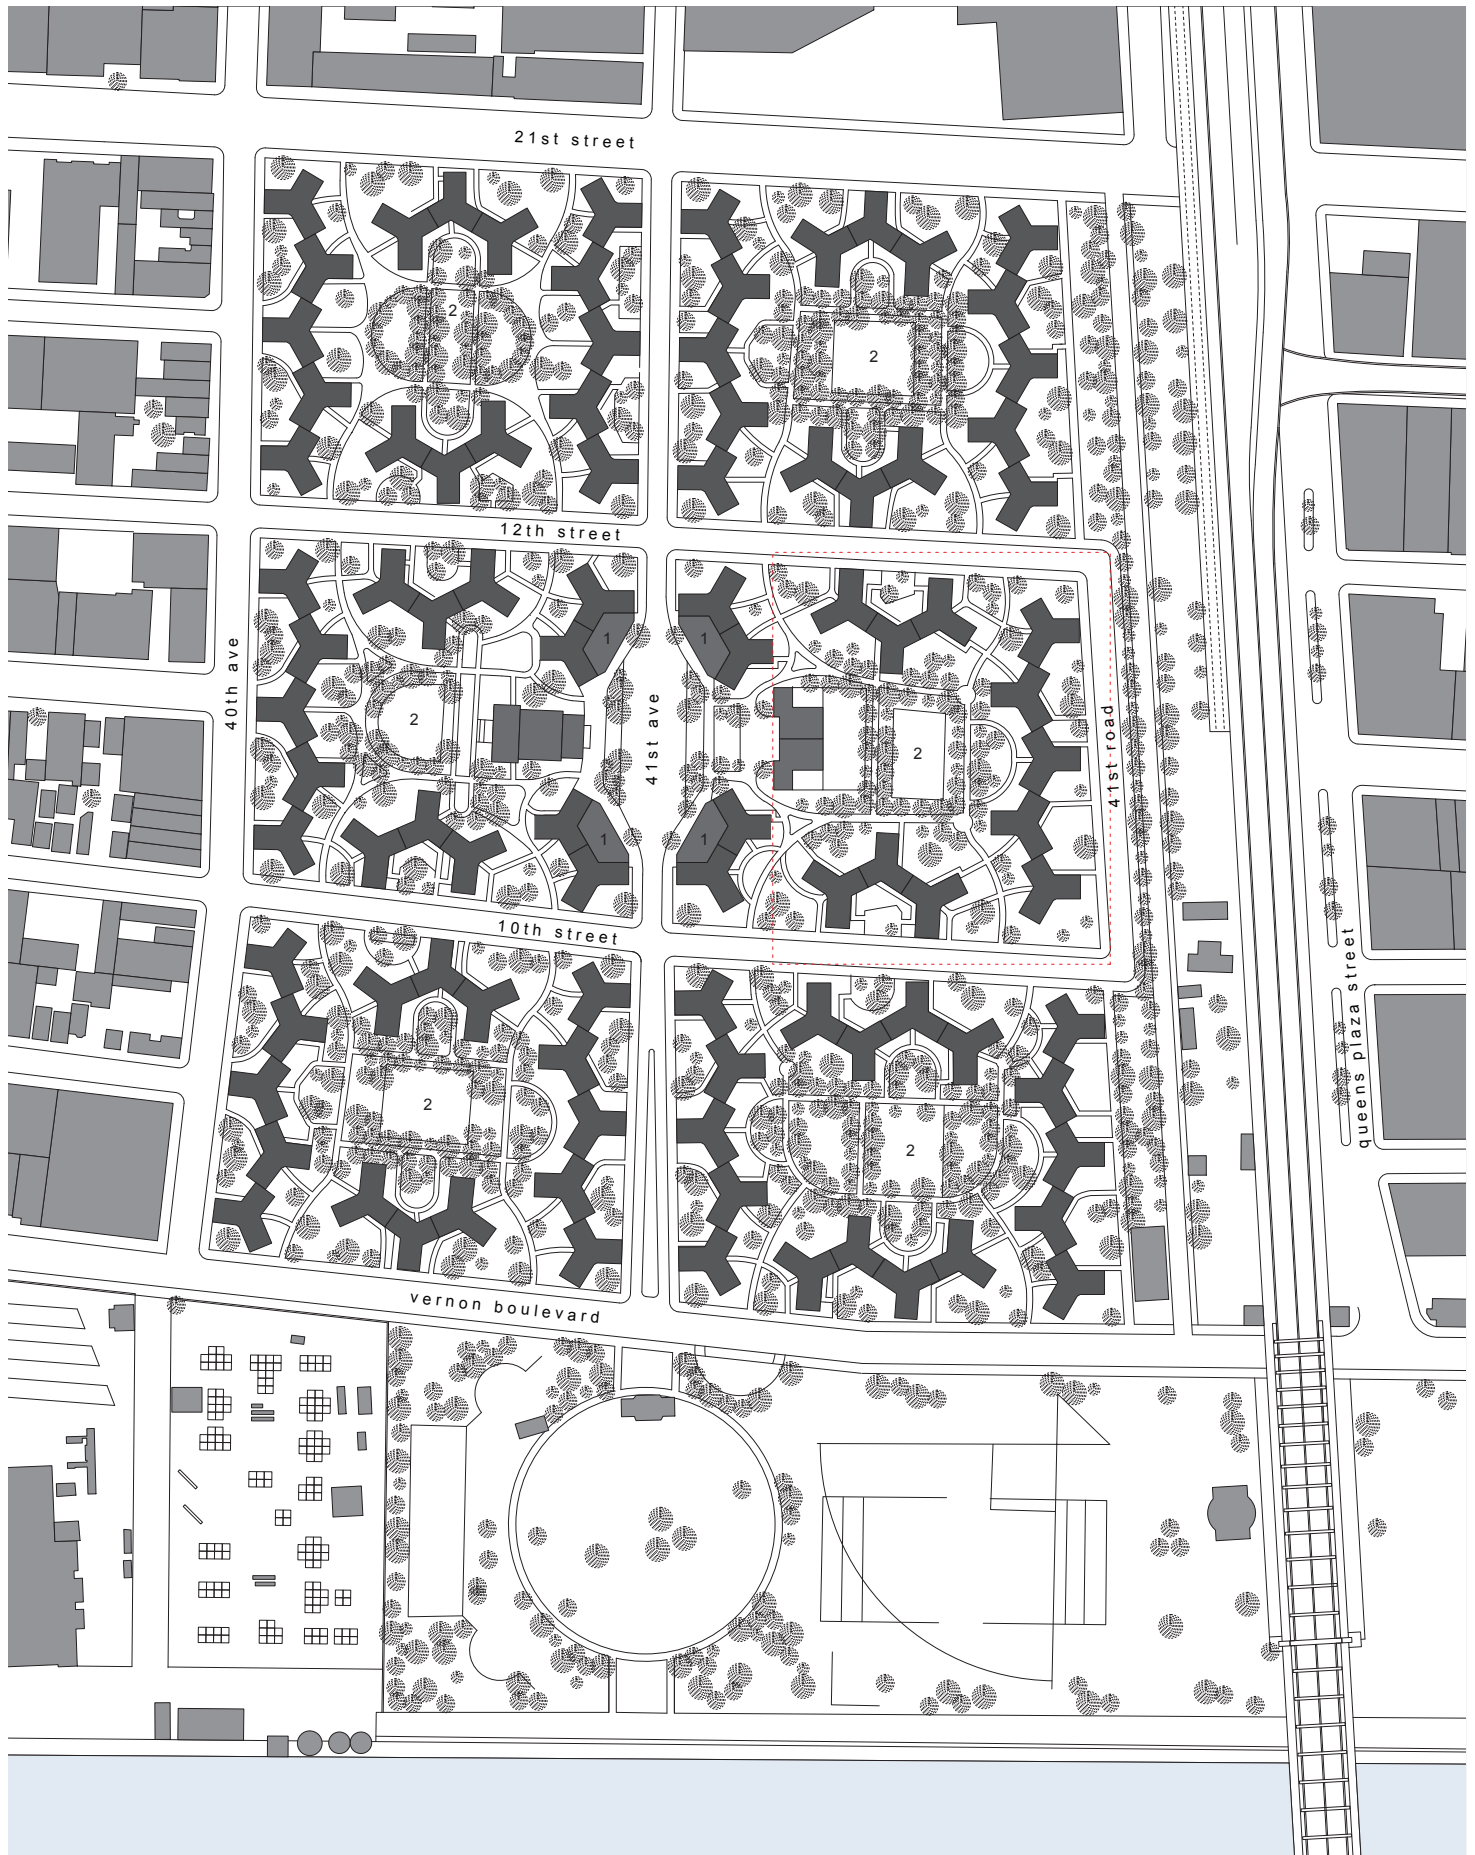 21st street
2
2
12th street
1
1
40th ave
2
41st ave
2
41st road
1
1
10th street
queens plaza street
2
2
vernon boulevard